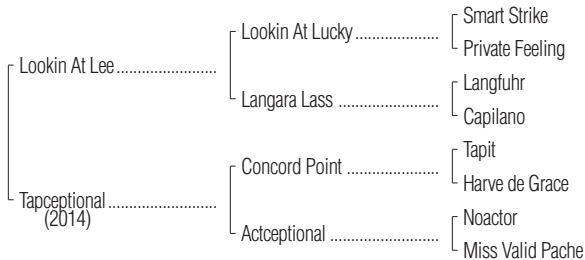 Smart Strike
Lookin At Lucky ....................
Private Feeling
Lookin At Lee ........................
Langfuhr
Langara Lass ........................
Capilano
Tapit
Concord Point ......................
Harve de Grace
Tapceptional ..........................
(2014)
Noactor
Actceptional ..........................
Miss Valid Pache